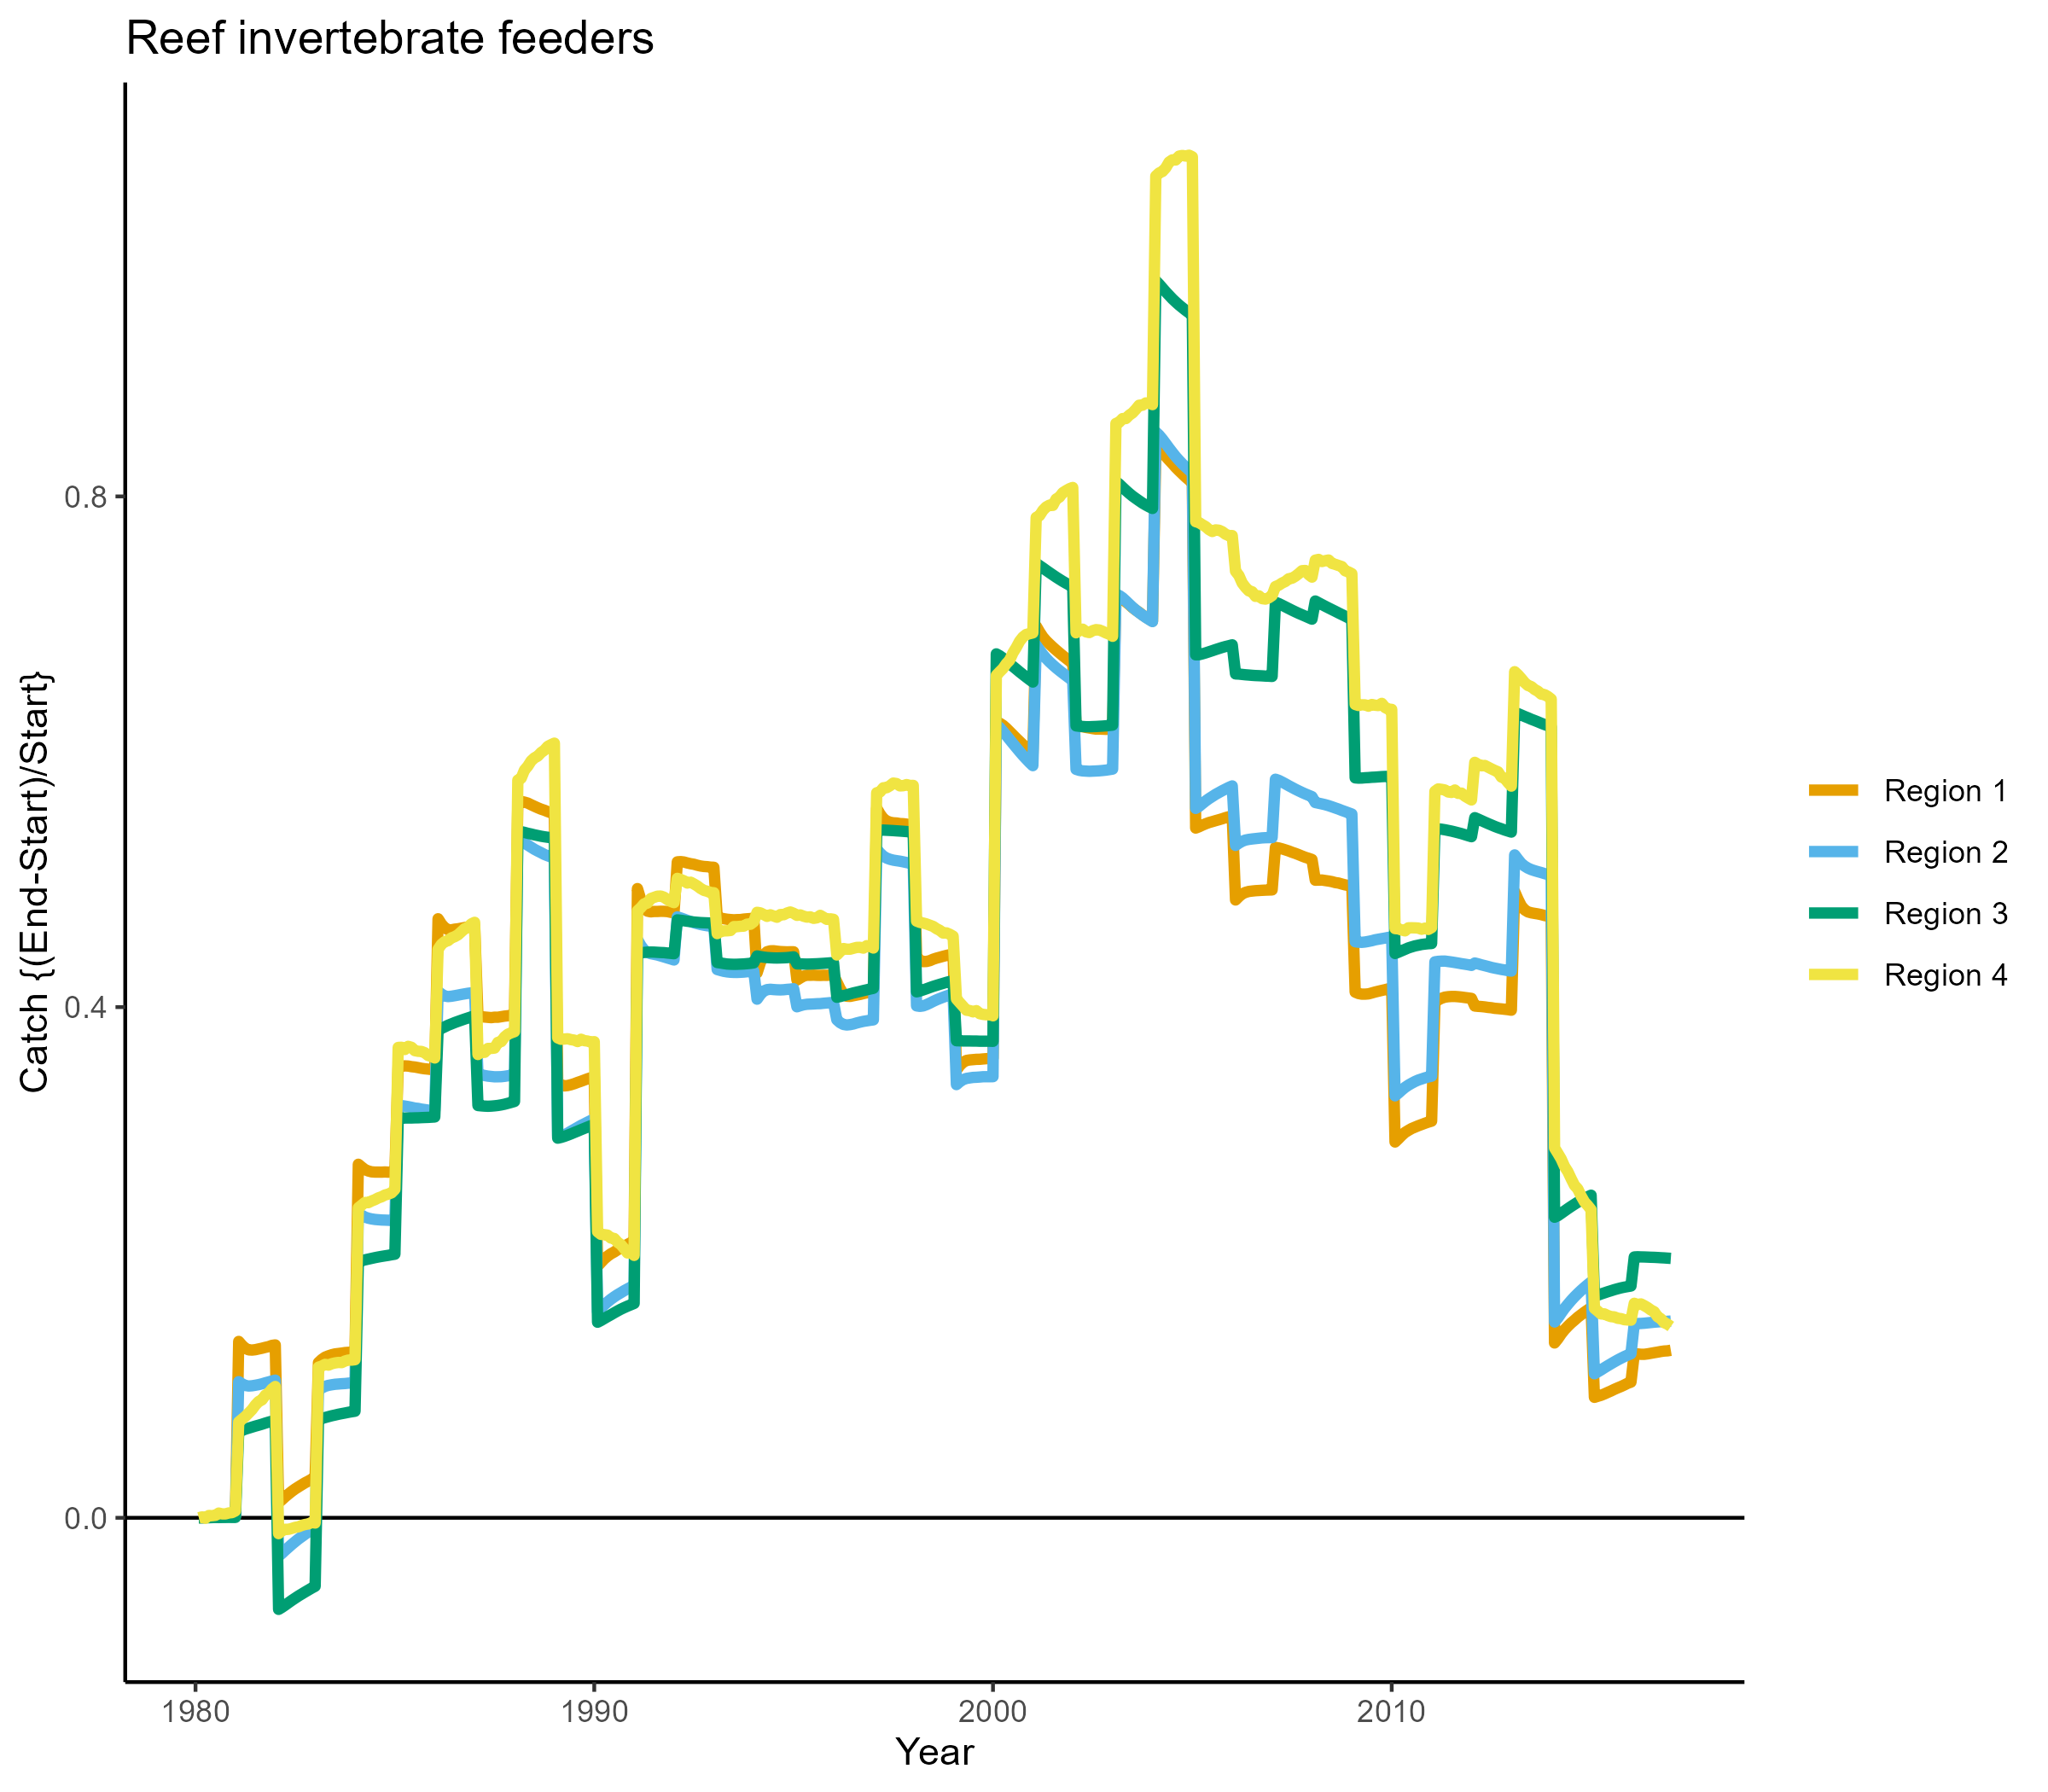 Reef invertebrate feeders
Catch {(End-Start)/Start}
0.8
0.4
0.0
1980
1990
2000
2010
Year
Region 1
Region 2
Region 3
Region 4